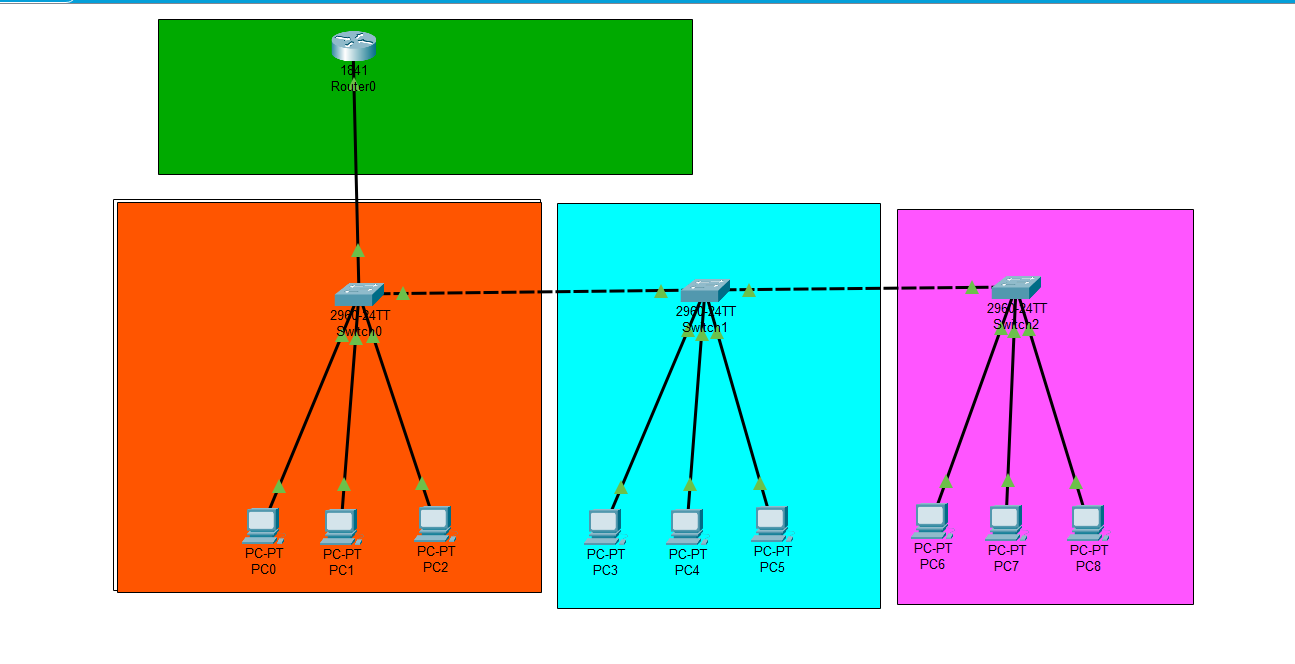 1841
Router0
2960-24TT
Switch0
2960-24TT
Switch1
2960-24TT
Switch2
PC-PT
PC0
PC-PT
PC1
PC-PT
PC2
PC-PT
PC3
PC-PT
PC4
PC-PT
PC5
PC-PT
PC6
PC-PT
PC7
PC-PT
PC8